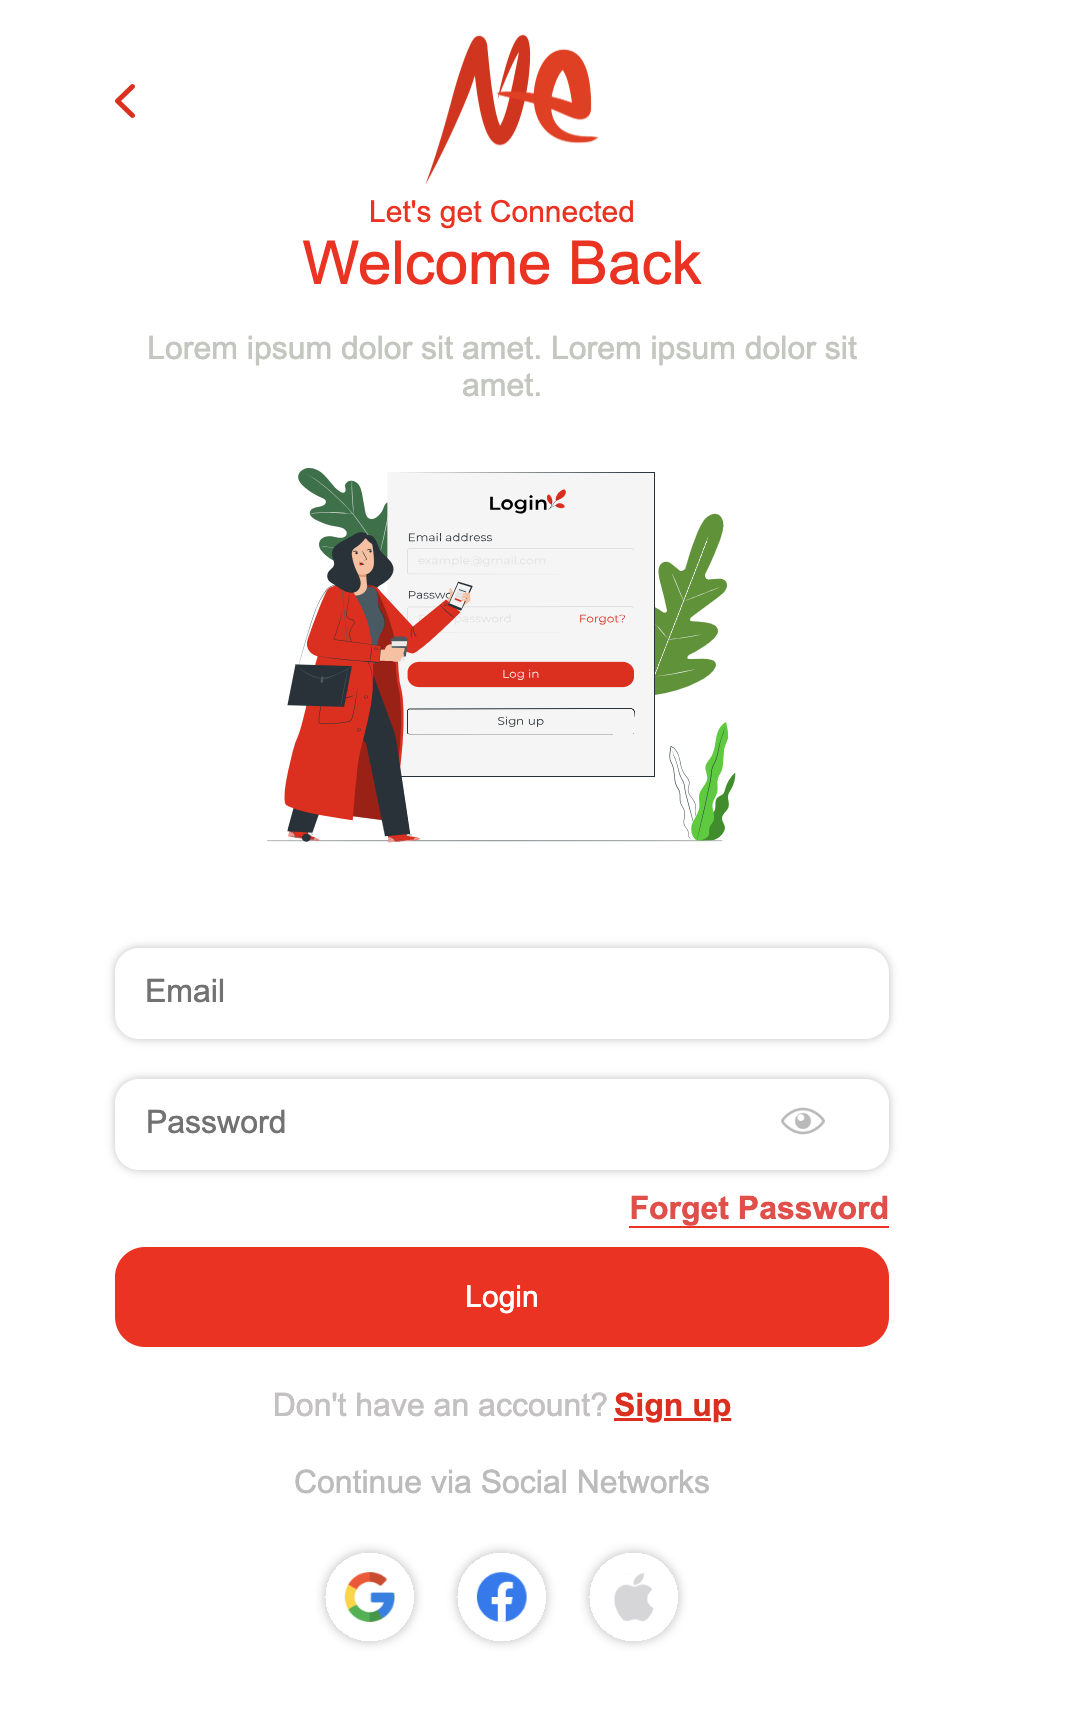 Me
Let's get Connected
Welcome Back
Lorem ipsum dolor sit amet. Lorem ipsum dolor sit
amet.
Login
Email address
example@gmail.com
password
Forgot?
Log in
Sign up
Email
Password
Forget Password
Login
Don't have an account? Sign up
Continue via Social Networks